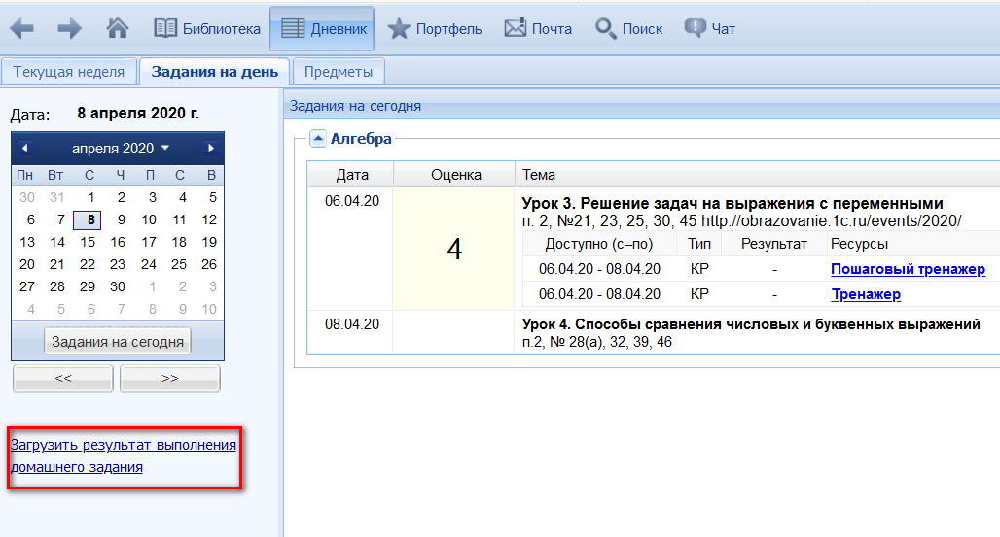 Библиотека Дневник Портфель Почта Поиск Чат
Текущая неделя Задания на день Предметы
Дата: 8 апреля 2020 г.
апреля 2020
Пн Вт С Ч П С В
30 31 1 2 3 4 5
6 7 8 9 10 11 12
13 14 15 16 17 18 19
20 21 22 23 24 25 26
27 28 29 30 1 2 3
4 5 6 7 8 9 10
Задания на сегодня
<< >>
Загрузить результат выполнения
домашнего задания
Задания на сегодня
Алгебра
Дата Оценка Тема
06.04.20 4 Урок 3. Решение задач на выражения с переменными
п. 2, №21, 23, 25, 30, 45 http://obrazovanie.1c.ru/events/2020/
Доступно (с–по) Тип Результат Ресурсы
06.04.20 - 08.04.20 КР - Пошаговый тренажер
06.04.20 - 08.04.20 КР - Тренажер
08.04.20 Урок 4. Способы сравнения числовых и буквенных выражений
п.2, № 28(а), 32, 39, 46